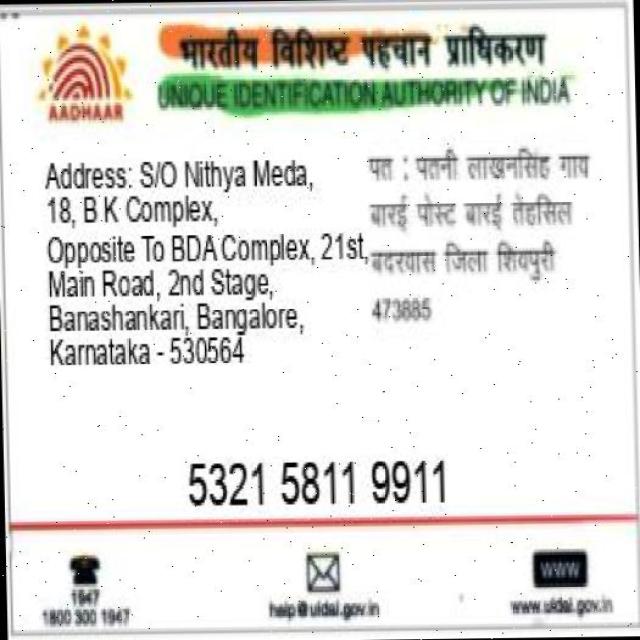 भारतीय विशिष्ट पहचान प्राधिकरण
UNIQUE IDENTIFICATION AUTHORITY OF INDIA
AADHAAR
Address: S/O Nithya Meda,
18, B K Complex,
Opposite To BDA Complex, 21st,
Main Road, 2nd Stage,
Banashankari, Bangalore,
Karnataka - 530564
पत : पतनी लाखनसिंह गाव
बारई पोस्ट बारई तेहसिल
बदरवास जिला शिवपुरी
473885
5321 5811 9911
1947
1800 300 1947
help@uidai.gov.in
WWW
www.uidai.gov.in